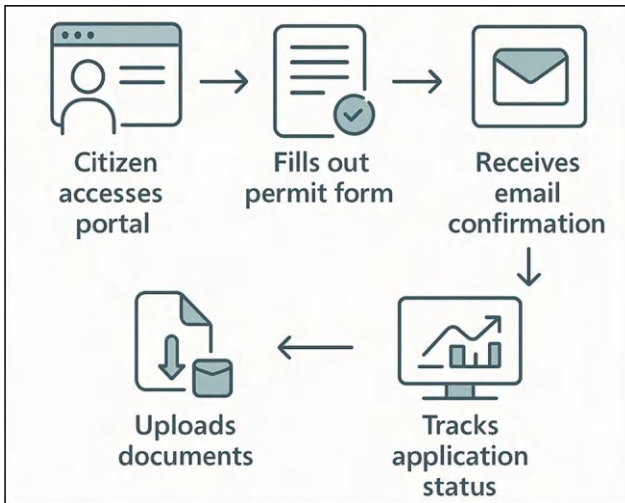 Citizen
accesses
portal
Fills out
permit form
Receives
email
confirmation
Tracks
application
status
Uploads
documents